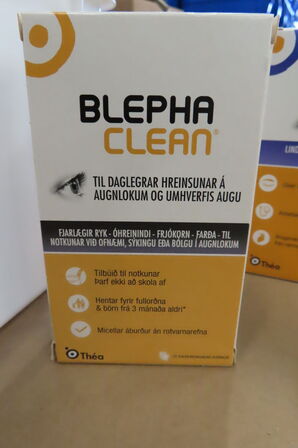 BLEPHA
CLEAN®
TIL DAGLEGRAR HREINSUNAR Á
AUGNLOKUM OG UMHVERFIS AUGU
FJARLÆGIR RYK - ÓHREININDI - FRJÓKORN - FARÐA - TIL
NOTKUNAR VIÐ OFNÆMI, SÝKINGU EÐA BÓLGU Í AUGNLOKUM
Tilbúið til notkunar
Þarf ekki að skola af
Hentar fyrir fullorðna
& börn frá 3 mánaða aldri*
Micellar áburður án rotvarnarefna
Théa
Théa